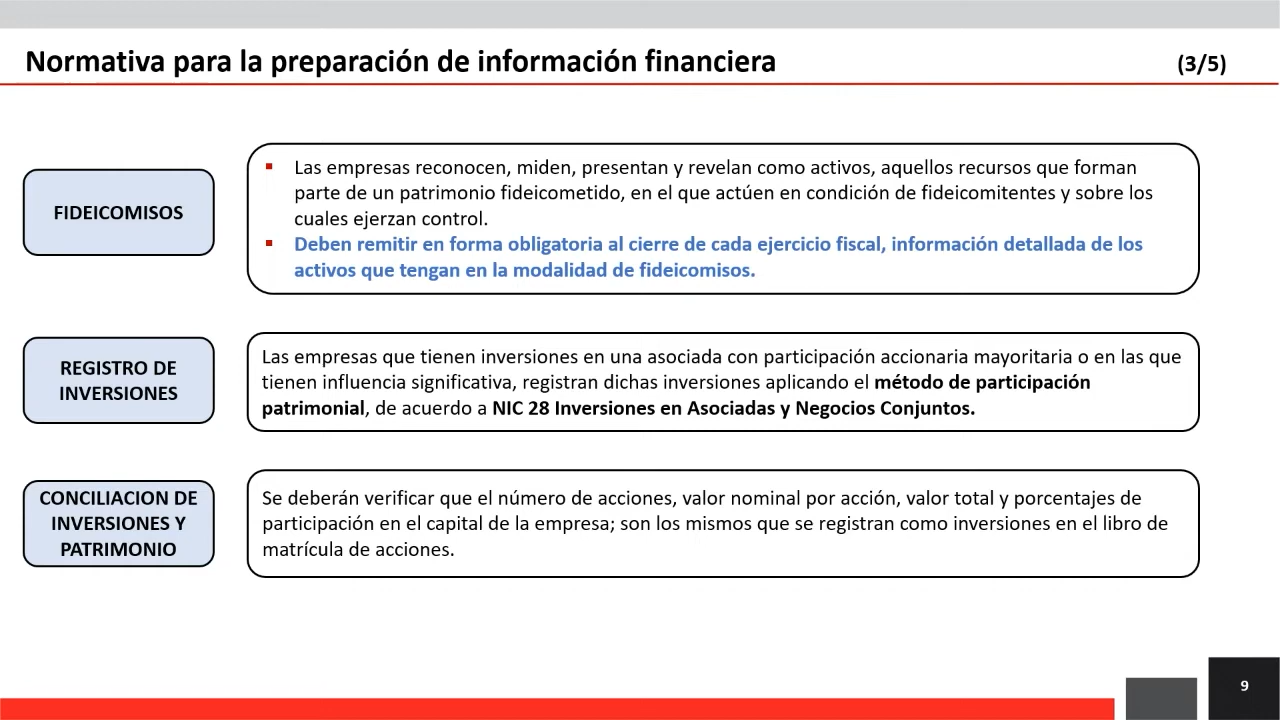 Normativa para la preparación de información financiera
(3/5)
FIDEICOMISOS
▪ Las empresas reconocen, miden, presentan y revelan como activos, aquellos recursos que forman
parte de un patrimonio fideicometido, en el que actúen en condición de fideicomitentes y sobre los
cuales ejerzan control.
▪ Deben remitir en forma obligatoria al cierre de cada ejercicio fiscal, información detallada de los
activos que tengan en la modalidad de fideicomisos.
REGISTRO DE
INVERSIONES
Las empresas que tienen inversiones en una asociada con participación accionaria mayoritaria o en las que
tienen influencia significativa, registran dichas inversiones aplicando el método de participación
patrimonial, de acuerdo a NIC 28 Inversiones en Asociadas y Negocios Conjuntos.
CONCILIACION DE
INVERSIONES Y
PATRIMONIO
Se deberán verificar que el número de acciones, valor nominal por acción, valor total y porcentajes de
participación en el capital de la empresa; son los mismos que se registran como inversiones en el libro de
matrícula de acciones.
9